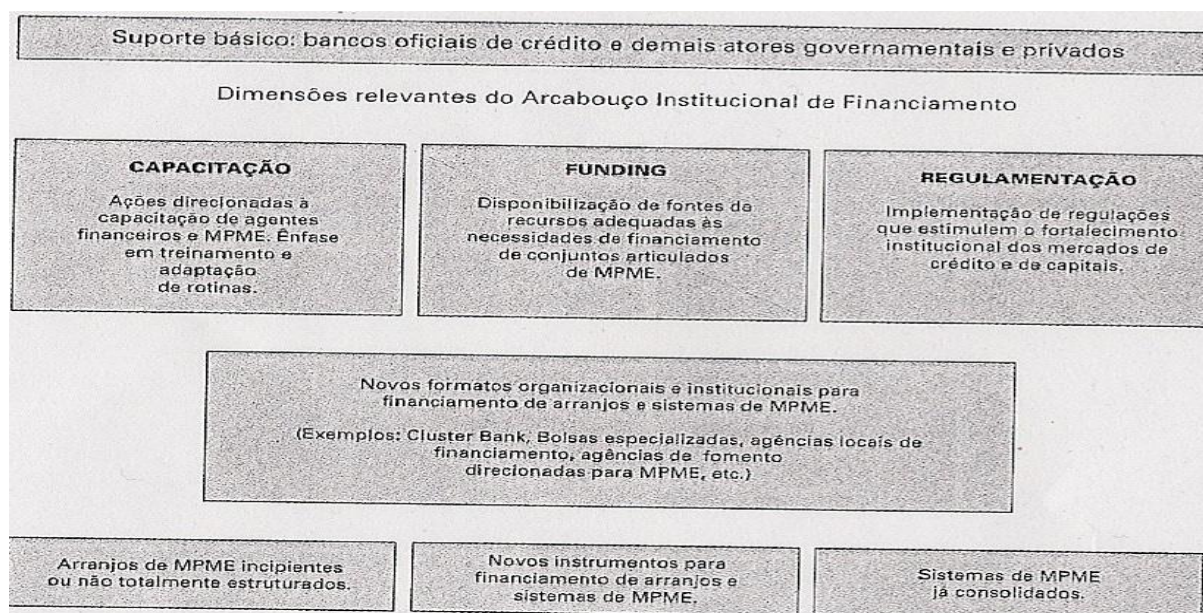 Suporte básico: bancos oficiais de crédito e demais atores governamentais e privados
Dimensões relevantes do Arcabouço Institucional de Financiamento
CAPACITAÇÃO
Ações direcionadas à
capacitação de agentes
financeiros e MPME. Ênfase
em treinamento e
adaptação
de rotinas.
FUNDING
Disponibilização de fontes de
recursos adequadas às
necessidades de financiamento
de conjuntos articulados
de MPME.
REGULAMENTAÇÃO
Implementação de regulações
que estimulem o fortalecimento
institucional dos mercados de
crédito e de capitais.
Novos formatos organizacionais e institucionais para
financiamento de arranjos e sistemas de MPME.
(Exemplos: Cluster Bank, Bolsas especializadas, agências locais de
financiamento, agências de fomento
direcionadas para MPME, etc.)
Arranjos de MPME incipientes
ou não totalmente estruturados.
Novos instrumentos para
financiamento de arranjos e
sistemas de MPME.
Sistemas de MPME
já consolidados.